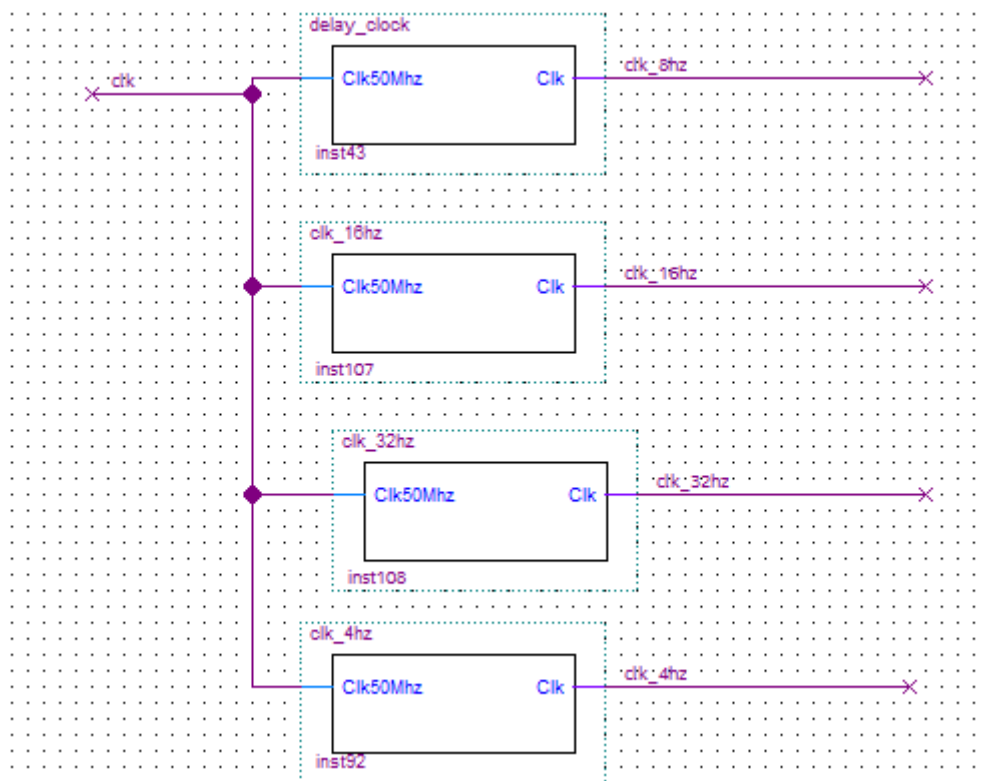 delay_clock
clk
Clk50Mhz Clk
clk_8hz
inst43
clk_16hz
Clk50Mhz Clk
clk_16hz
inst107
clk_32hz
Clk50Mhz Clk
clk_32hz
inst108
clk_4hz
Clk50Mhz Clk
clk_4hz
inst92